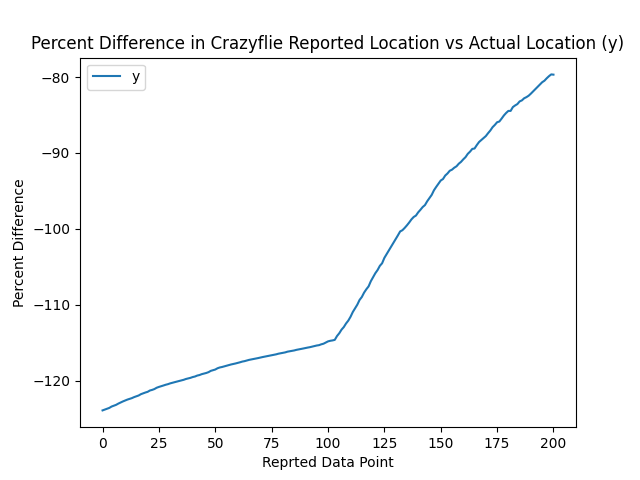 Percent Difference in Crazyflie Reported Location vs Actual Location (y)
y
−80
−90
−100
−110
−120
Percent Difference
0 25 50 75 100 125 150 175 200
Reprted Data Point